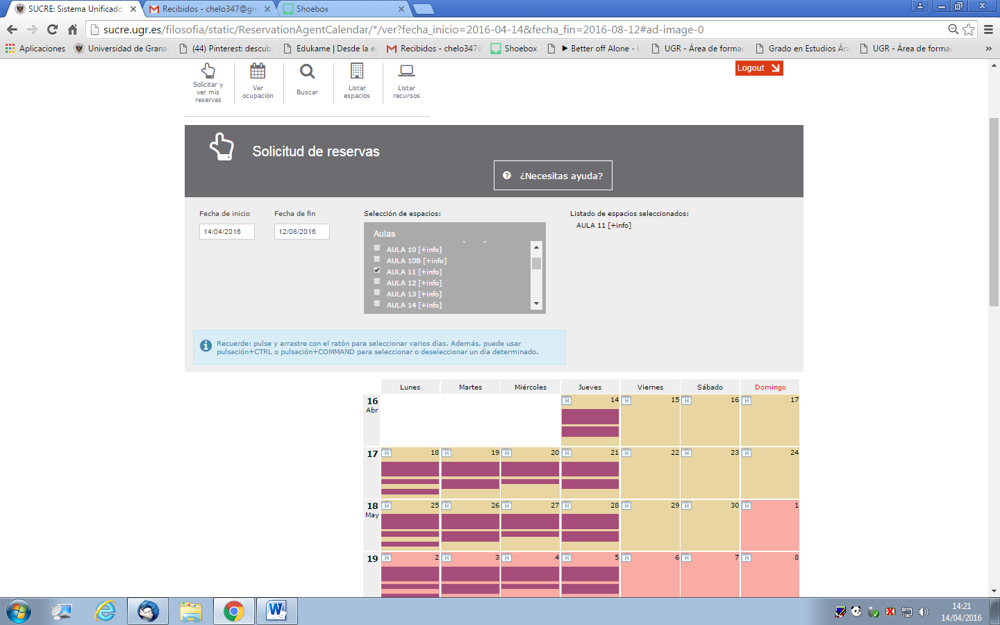 SUCRE: Sistema Unificado
Recibidos - chelo347@gm
Shoebox
sucre.ugr.es/filosofia/static/ReservationAgentCalendar/*/ver?fecha_inicio=2016-04-14&fecha_fin=2016-08-12#ad-image-0
Aplicaciones
Universidad de Grana
(44) Pinterest: descub
Edukame | Desde la e
Recibidos - chelo347
Shoebox
Better off Alone -
UGR - Área de formac
Grado en Estudios Ár
UGR - Área de formac
»
Solicitar y
ver mis
reservas
Ver
ocupación
Buscar
Listar
espacios
Listar
recursos
Logout
Solicitud de reservas
¿Necesitas ayuda?
Fecha de inicio
14/04/2016
Fecha de fin
12/08/2016
Selección de espacios:
Aulas
AULA 10 [+info]
AULA 10B [+info]
AULA 11 [+info]
AULA 12 [+info]
AULA 13 [+info]
AULA 14 [+info]
Listado de espacios seleccionados:
AULA 11 [+info]
Recuerde: pulse y arrastre con el ratón para seleccionar varios días. Además, puede usar
pulsación+CTRL o pulsación+COMMAND para seleccionar o deseleccionar un día determinado.
Lunes Martes Miércoles Jueves Viernes Sábado Domingo
16 H 14 H 15 H 16 H 17
Abr
17 H 18 H 19 H 20 H 21 H 22 H 23 H 24
18 H 25 H 26 H 27 H 28 H 29 H 30 H 1
May
19 H 2 H 3 H 4 H 5 H 6 H 7 H 8
14:21
14/04/2016